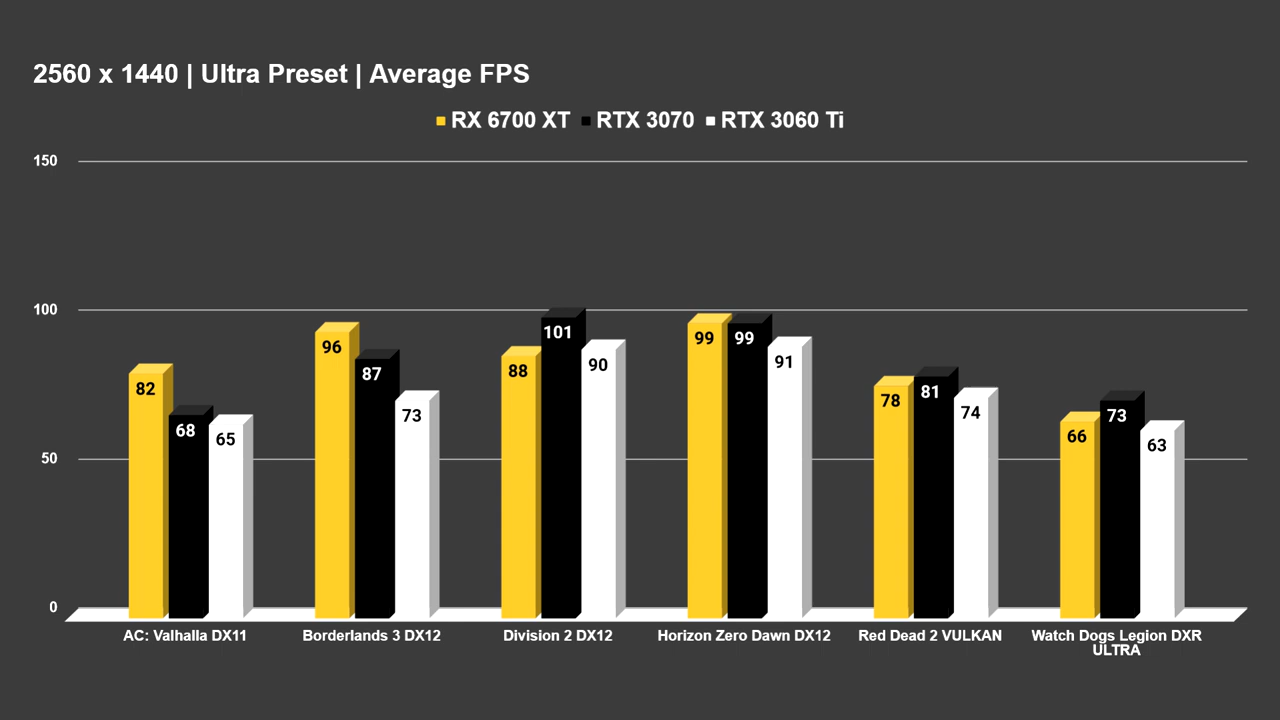 2560 x 1440 | Ultra Preset | Average FPS
RX 6700 XT RTX 3070 RTX 3060 Ti
150
100
50
0
82 68 65
96 87 73
88 101 90
99 99 91
78 81 74
66 73 63
AC: Valhalla DX11
Borderlands 3 DX12
Division 2 DX12
Horizon Zero Dawn DX12
Red Dead 2 VULKAN
Watch Dogs Legion DXR
ULTRA